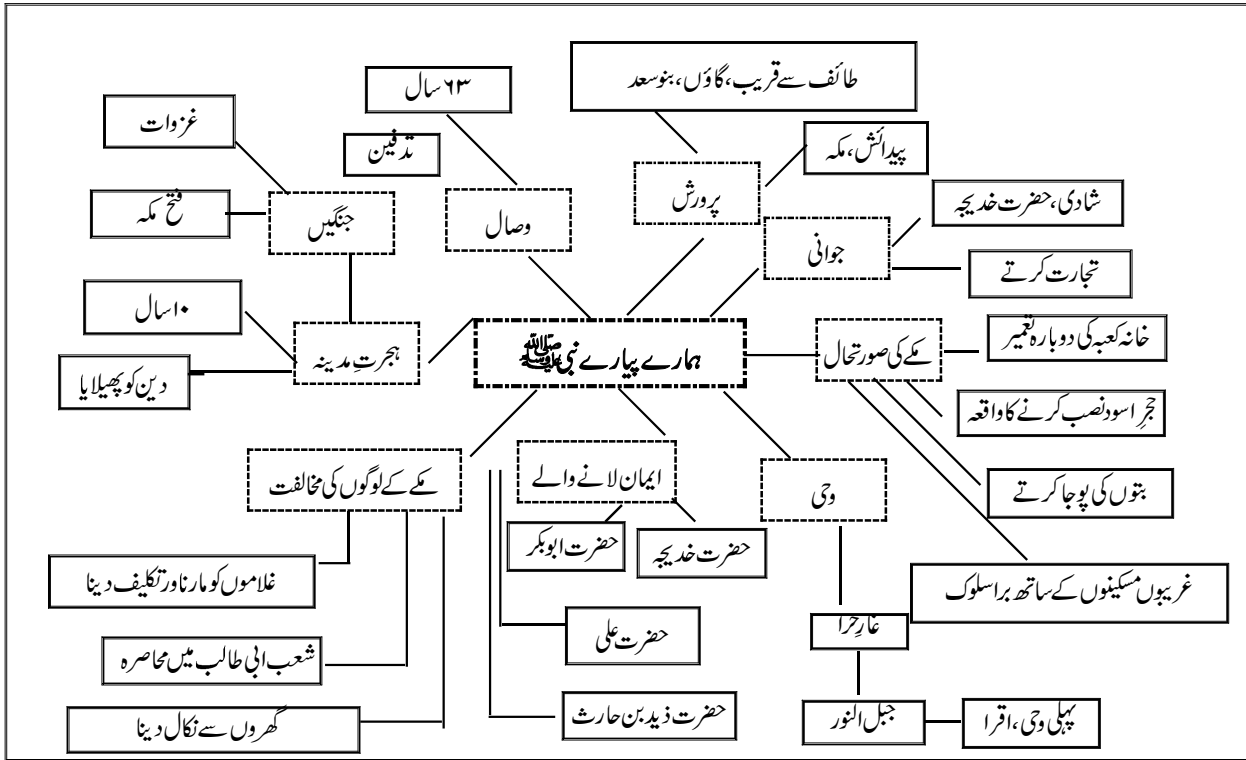 طائف سے قریب، گاؤں، بنو سعد
۶۳ سال
غزوات
تدفین
پیدائش، مکہ
پرورش
جنگیں
فتح مکہ
وصال
شادی، حضرت خدیجہ
جوانی
تجارت کرتے
۱۰ سال
ہجرتِ مدینہ
ہمارے پیارے نبی ﷺ
مکے کی صورتحال
خانہ کعبہ کی دوبارہ تعمیر
دین کو پھیلایا
حجرِ اسود نصب کرنے کا واقعہ
مکے کے لوگوں کی مخالفت
ایمان لانے والے
وحی
بتوں کی پوجا کرتے
حضرت ابوبکر
حضرت خدیجہ
غلاموں کو مارنا ور تکلیف دینا
غریبوں مسکینوں کے ساتھ برا سلوک
حضرت علی
غارِ حرا
شعب ابی طالب میں محاصرہ
حضرت ذید بن حارث
جبل النور
پہلی وحی، اقرا
گھروں سے نکال دینا